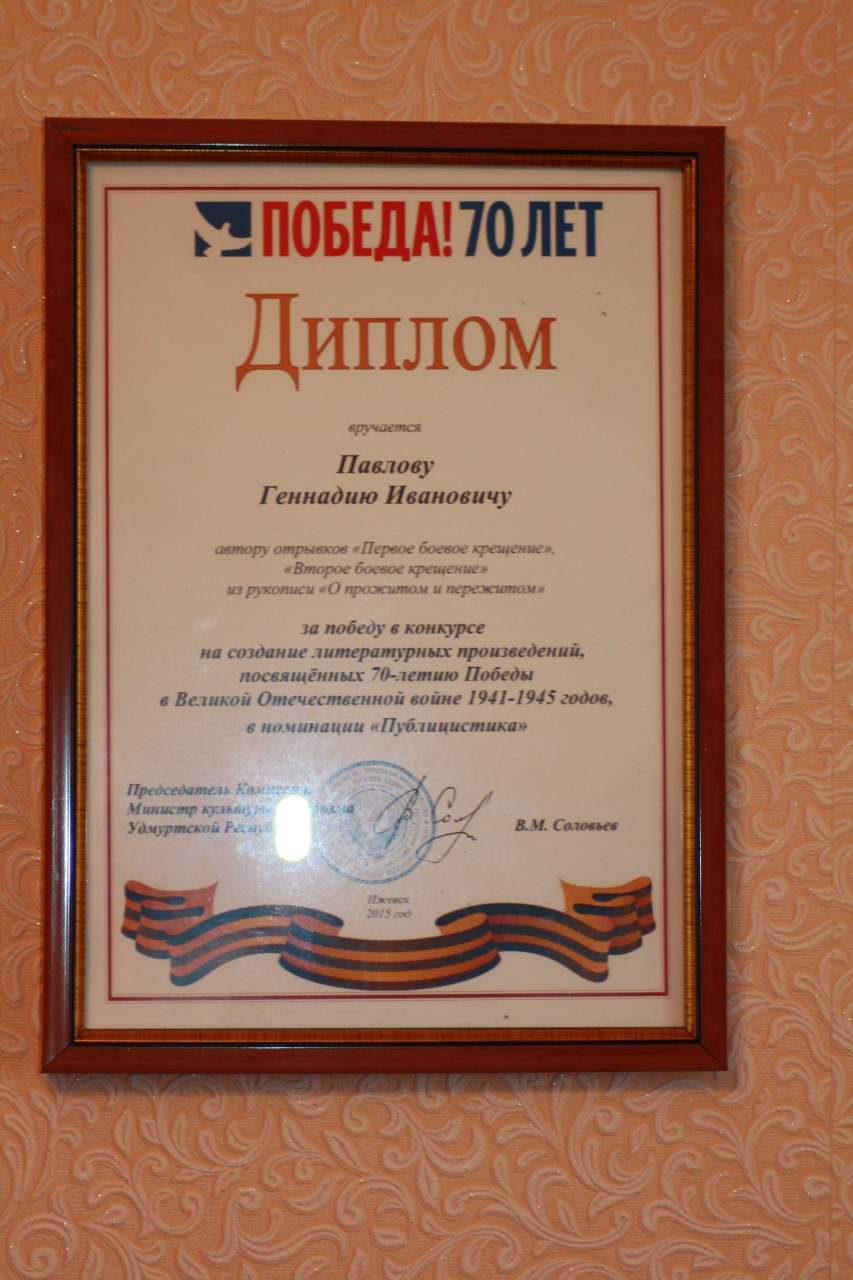 ПОБЕДА! 70 ЛЕТ
Диплом
вручается
Павлову
Геннадию Ивановичу
автору отрывков «Первое боевое крещение»,
«Второе боевое крещение»
из рукописи «О прожитом и пережитом»
за победу в конкурсе
на создание литературных произведений,
посвящённых 70-летию Победы
в Великой Отечественной войне 1941-1945 годов,
в номинации «Публицистика»
Председатель
Министр
Удмуртской
В.М. Соловьев
Ижевск
2015 год